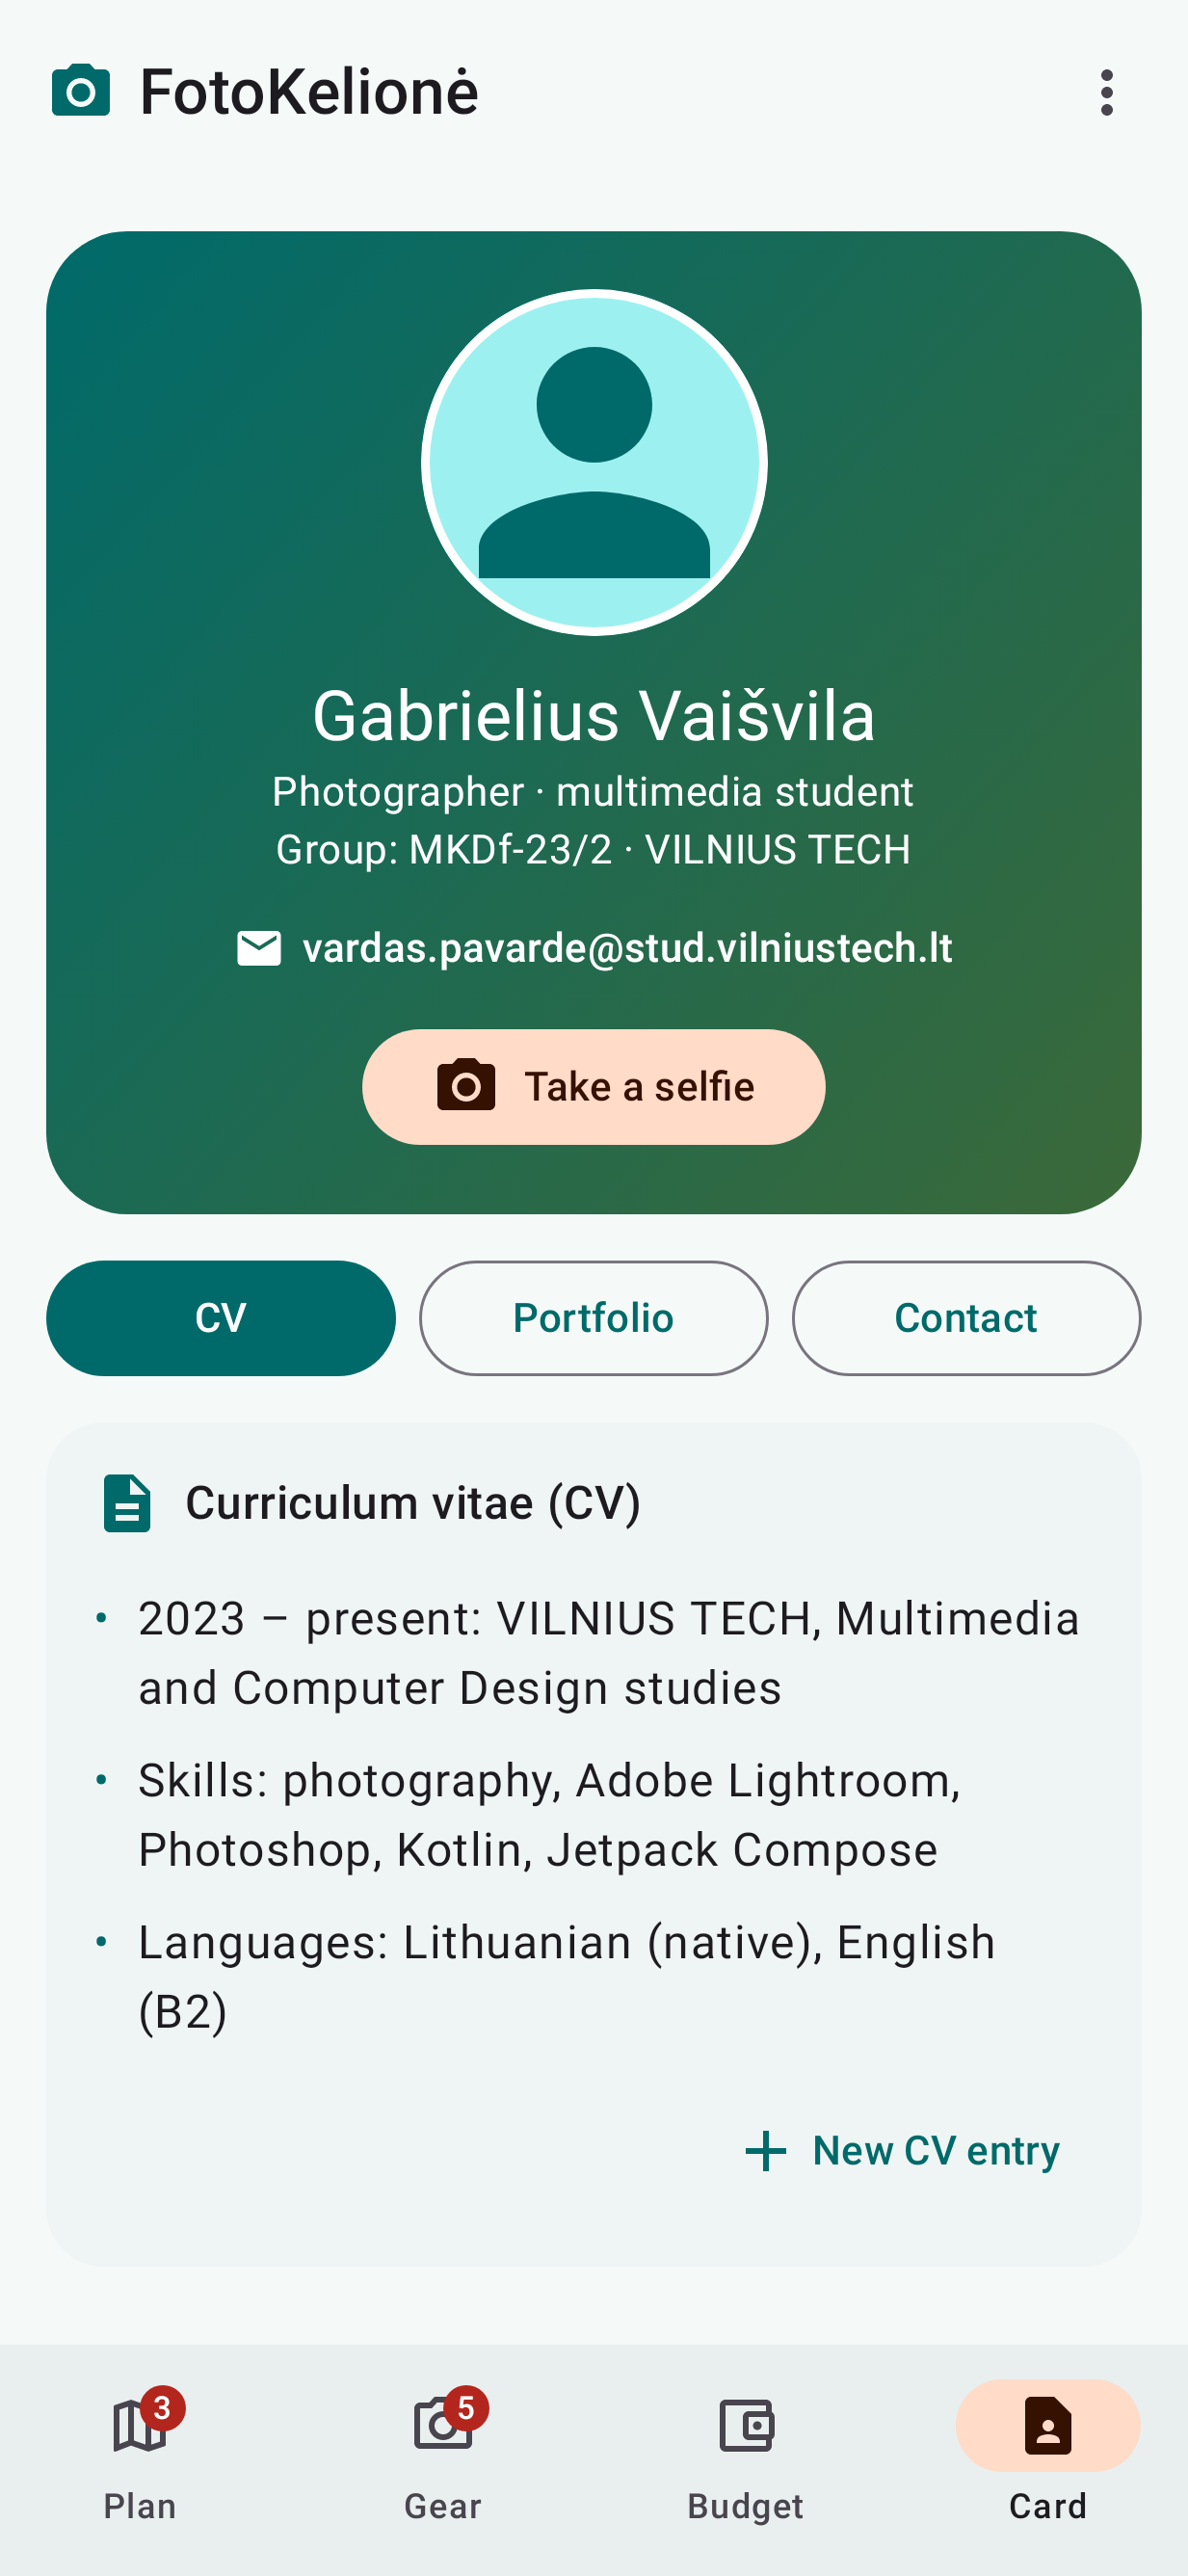 FotoKelionė
Gabrielius Vaišvila
Photographer · multimedia student
Group: MKDf-23/2 · VILNIUS TECH
vardas.pavarde@stud.vilniustech.lt
Take a selfie
CV
Portfolio
Contact
Curriculum vitae (CV)
• 2023 – present: VILNIUS TECH, Multimedia
and Computer Design studies
• Skills: photography, Adobe Lightroom,
Photoshop, Kotlin, Jetpack Compose
• Languages: Lithuanian (native), English
(B2)
New CV entry
3
5
Plan
Gear
Budget
Card